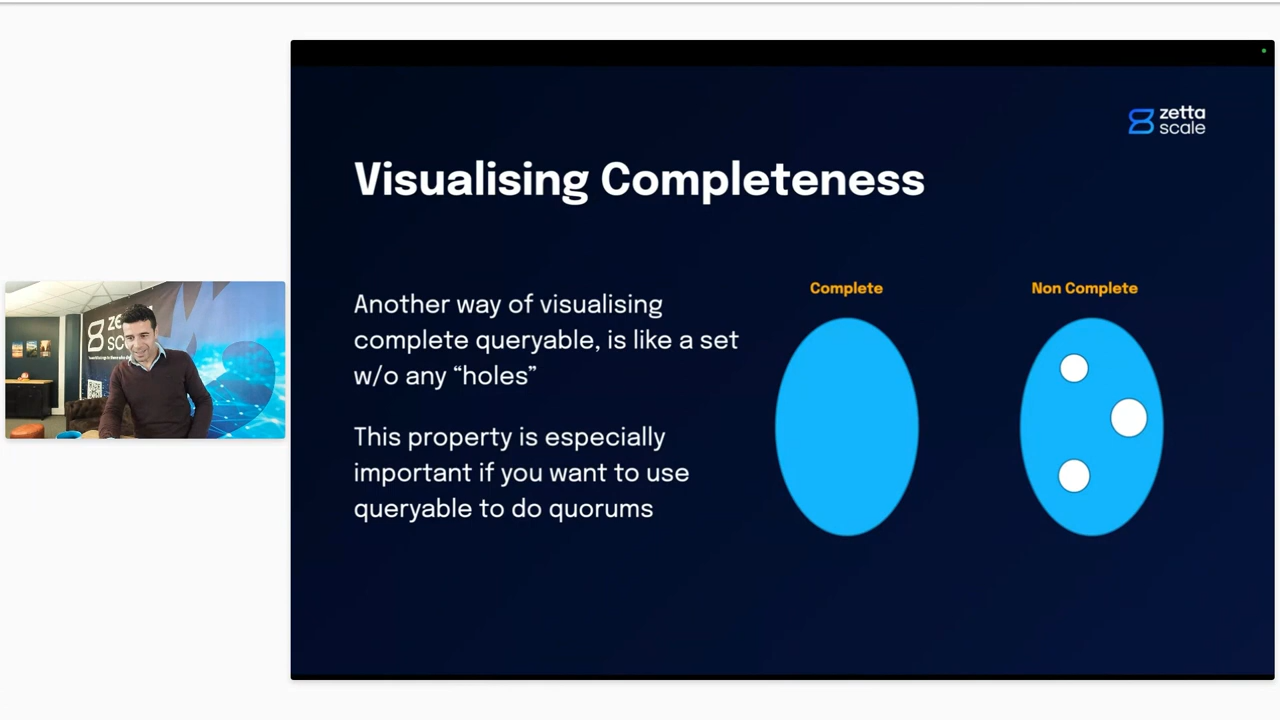 zetta
scale
Visualising Completeness
Another way of visualising
complete queryable, is like a set
w/o any “holes”
This property is especially
important if you want to use
queryable to do quorums
Complete
Non Complete